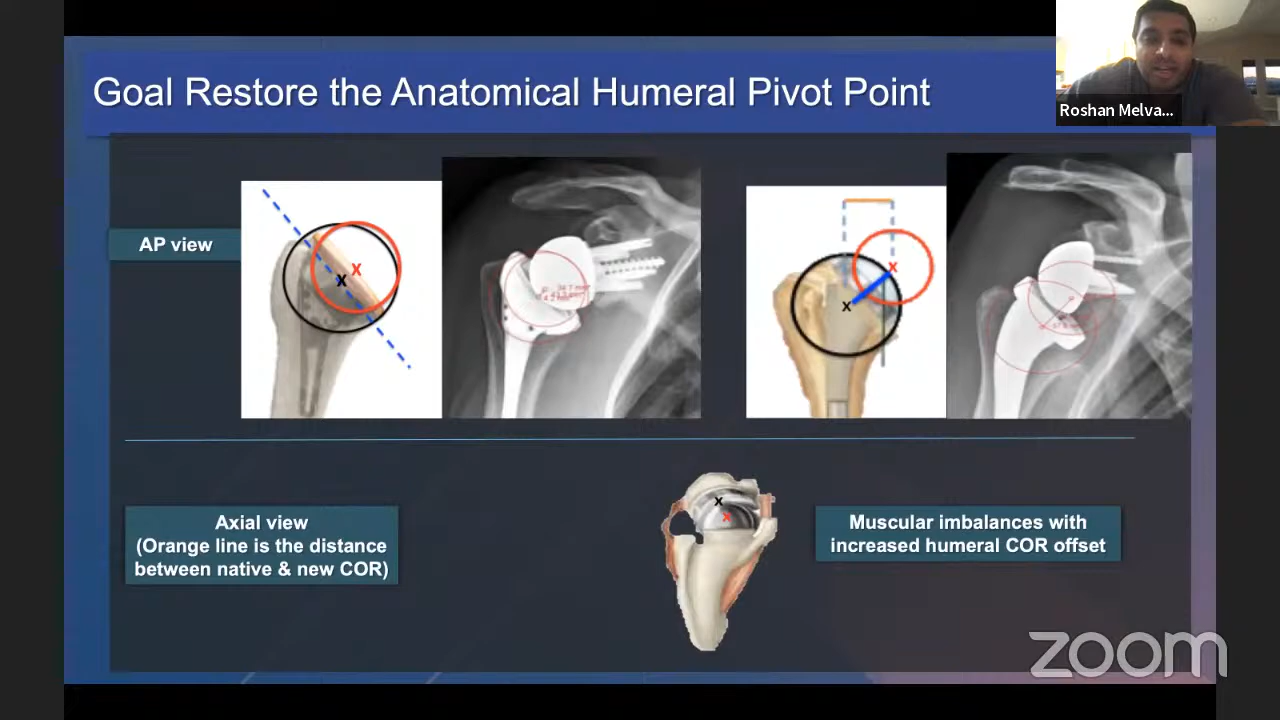 Goal Restore the Anatomical Humeral Pivot Point
Roshan Melva...
AP view
x
x
x
x
Axial view
(Orange line is the distance
between native & new COR)
x
x
Muscular imbalances with
increased humeral COR offset
zoom